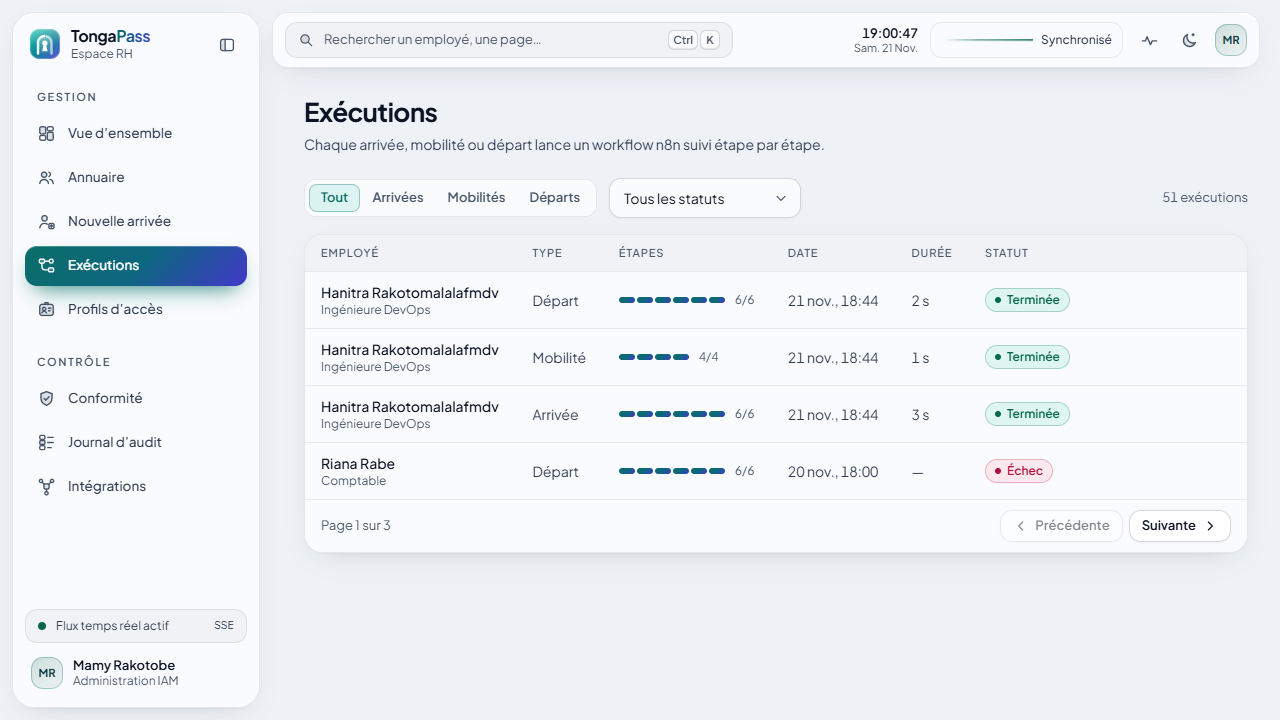 TongaPass
Espace RH
GESTION
Vue d'ensemble
Annuaire
Nouvelle arrivée
Exécutions
Profils d'accès
CONTRÔLE
Conformité
Journal d'audit
Intégrations
Flux temps réel actif SSE
MR Mamy Rakotobe
Administration IAM
Rechercher un employé, une page... Ctrl K
19:00:47
Sam. 21 Nov.
Synchronisé
MR
Exécutions
Chaque arrivée, mobilité ou départ lance un workflow n8n suivi étape par étape.
Tout Arrivées Mobilités Départs Tous les statuts 51 exécutions
EMPLOYÉ TYPE ÉTAPES DATE DURÉE STATUT
Hanitra Rakotomalalafmdv
Ingénieure DevOps
Départ 6/6 21 nov., 18:44 2 s Terminée
Hanitra Rakotomalalafmdv
Ingénieure DevOps
Mobilité 4/4 21 nov., 18:44 1 s Terminée
Hanitra Rakotomalalafmdv
Ingénieure DevOps
Arrivée 6/6 21 nov., 18:44 3 s Terminée
Riana Rabe
Comptable
Départ 6/6 20 nov., 18:00 — Échec
Page 1 sur 3 Précédente Suivante